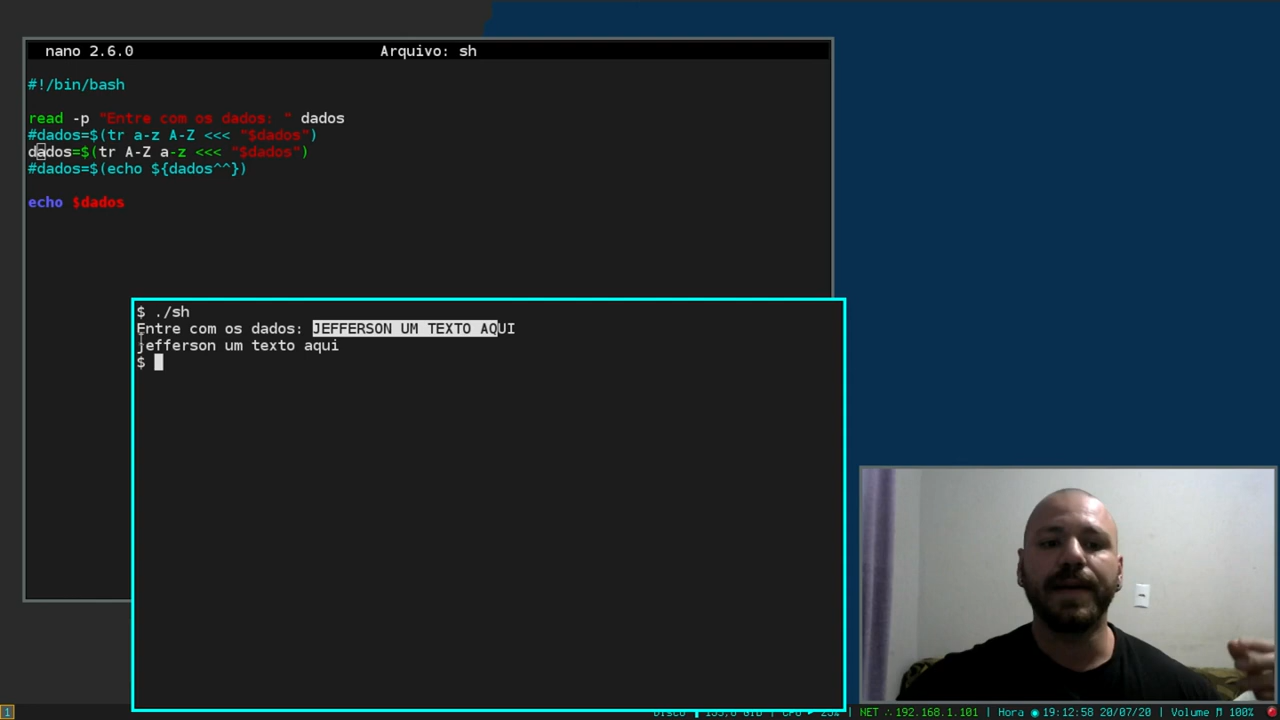 nano 2.6.0 Arquivo: sh
#!/bin/bash
read -p "Entre com os dados: " dados
#dados=$(tr a-z A-Z <<< "$dados")
dados=$(tr A-Z a-z <<< "$dados")
#dados=$(echo ${dados^^})
echo $dados
$ ./sh
Entre com os dados: JEFFERSON UM TEXTO AQUI
jefferson um texto aqui
$
1 | NET ∴ 192.168.1.101 | Hora ◉ 19:12:58 20/07/20 | Volume 100%